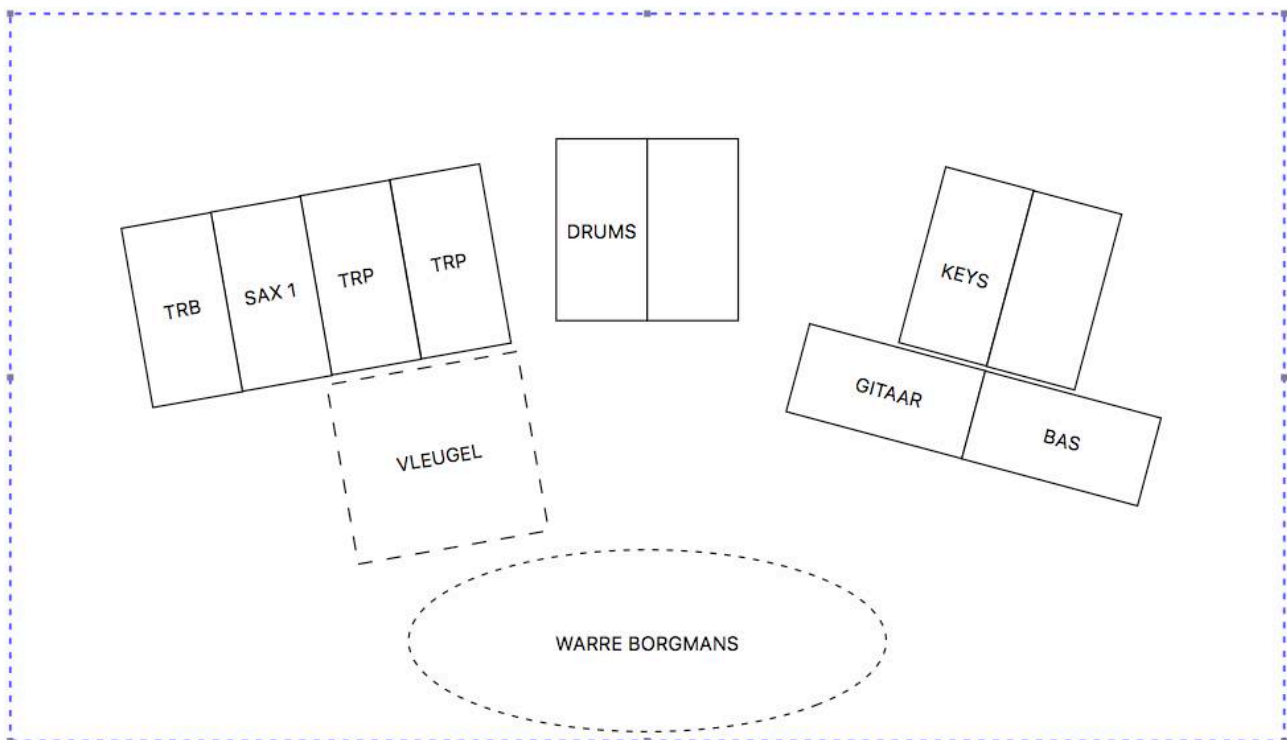 DRUMS
TRB
SAX 1
TRP
TRP
KEYS
GITAAR
BAS
VLEUGEL
WARRE BORGMANS